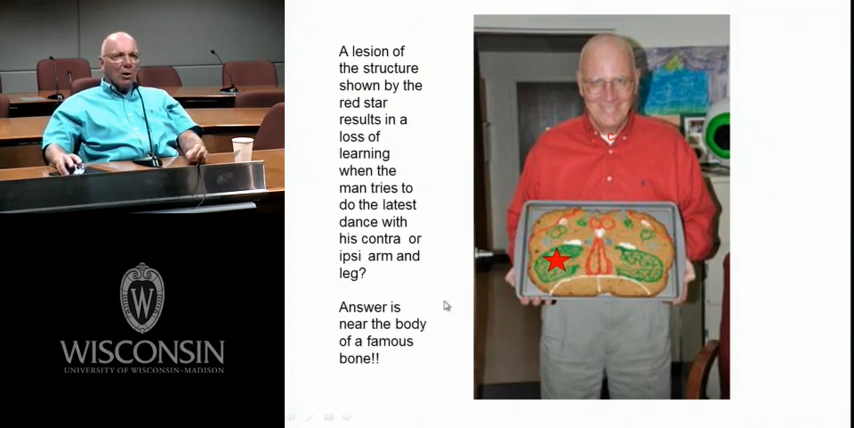 A lesion of
the structure
shown by the
red star
results in a
loss of
learning
when the
man tries to
do the latest
dance with
his contra or
ipsi arm and
leg?
Answer is
near the body
of a famous
bone!!
C
W
WISCONSIN
UNIVERSITY OF WISCONSIN–MADISON